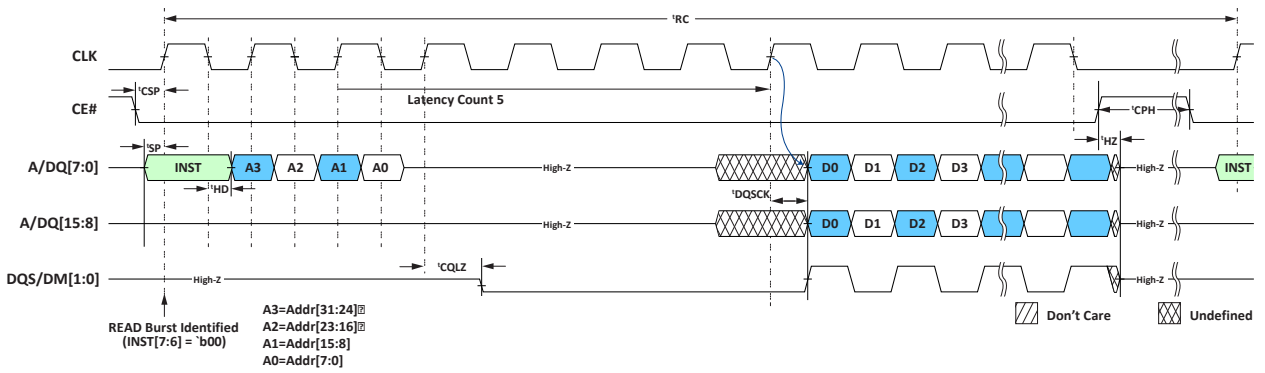 tRC
CLK
tCSP
Latency Count 5
CE#
tCPH
tSP
tHZ
A/DQ[7:0]
INST A3 A2 A1 A0 High-Z D0 D1 D2 D3 High-Z INST
tHD
tDQSCK
A/DQ[15:8]
High-Z D0 D1 D2 D3 High-Z
tCQLZ
DQS/DM[1:0]
High-Z High-Z
READ Burst Identified
(INST[7:6] = `b00)
A3=Addr[31:24]
A2=Addr[23:16]
A1=Addr[15:8]
A0=Addr[7:0]
Don't Care
Undefined